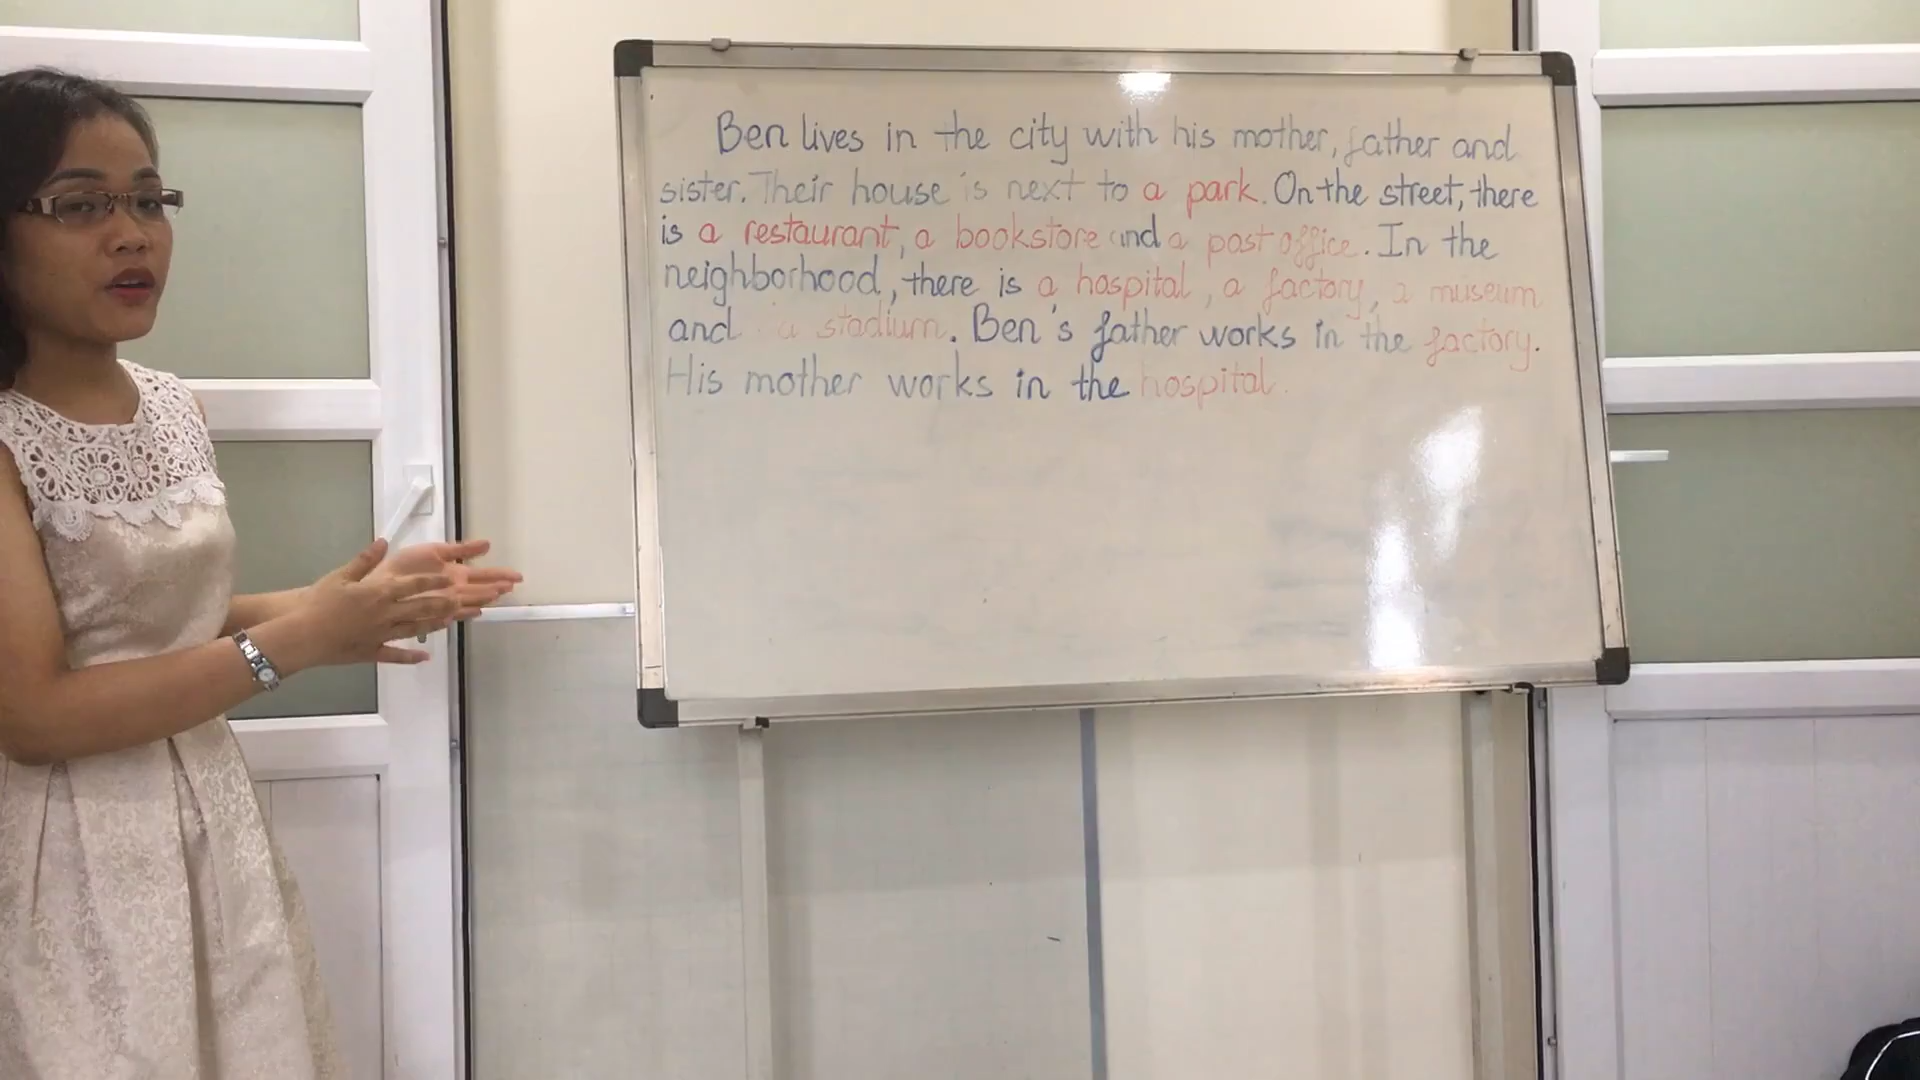 Ben lives in the city with his mother, father and
sister. Their house is next to a park. On the street, there
is a restaurant, a bookstore and a post office. In the
neighborhood, there is a hospital, a factory, a museum
and a stadium. Ben's father works in the factory.
His mother works in the hospital.